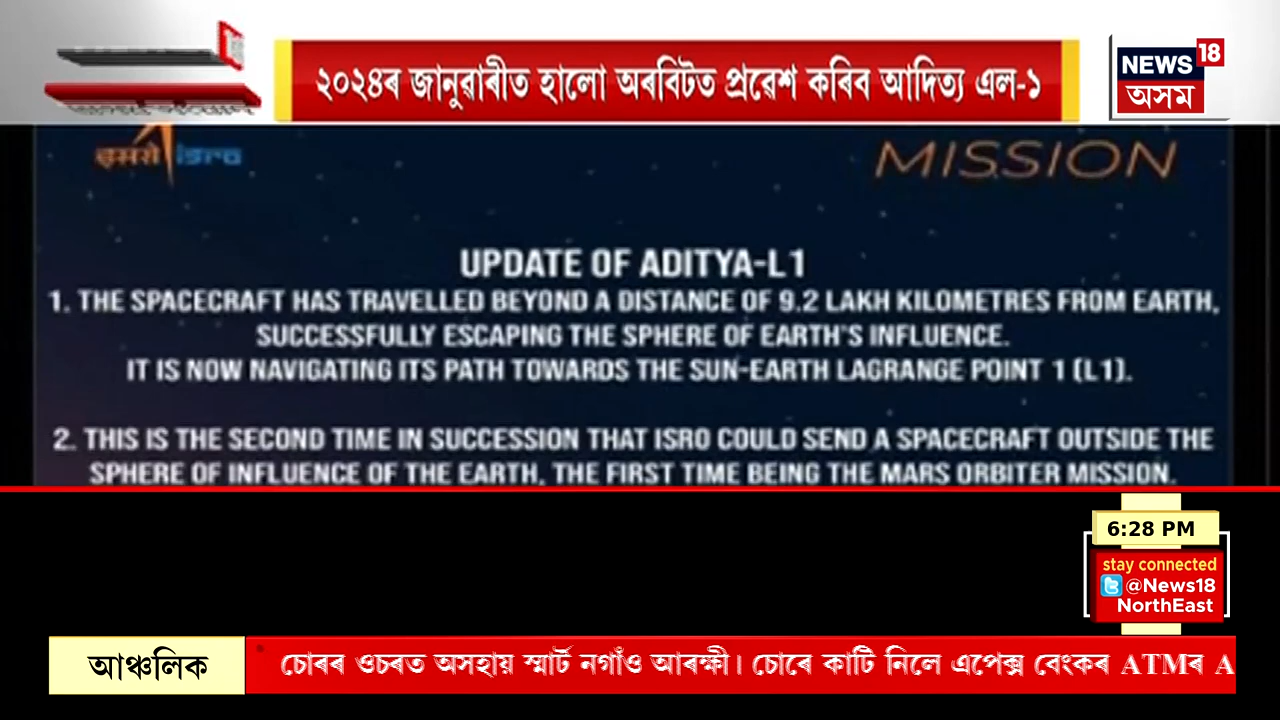 ২০২৪ৰ জানুৱাৰীত হালো অৰবিটত প্ৰৱেশ কৰিব আদিত্য এল-১
NEWS 18
অসম
इसरो isro
MISSION
UPDATE OF ADITYA-L1
1. THE SPACECRAFT HAS TRAVELLED BEYOND A DISTANCE OF 9.2 LAKH KILOMETRES FROM EARTH,
SUCCESSFULLY ESCAPING THE SPHERE OF EARTH'S INFLUENCE.
IT IS NOW NAVIGATING ITS PATH TOWARDS THE SUN-EARTH LAGRANGE POINT 1 (L1).
2. THIS IS THE SECOND TIME IN SUCCESSION THAT ISRO COULD SEND A SPACECRAFT OUTSIDE THE
SPHERE OF INFLUENCE OF THE EARTH, THE FIRST TIME BEING THE MARS ORBITER MISSION.
6:28 PM
stay connected
@News18
NorthEast
আঞ্চলিক
চোৰৰ ওচৰত অসহায় স্মাৰ্ট নগাঁও আৰক্ষী। চোৰে কাটি নিলে এপেক্স বেংকৰ ATMৰ A